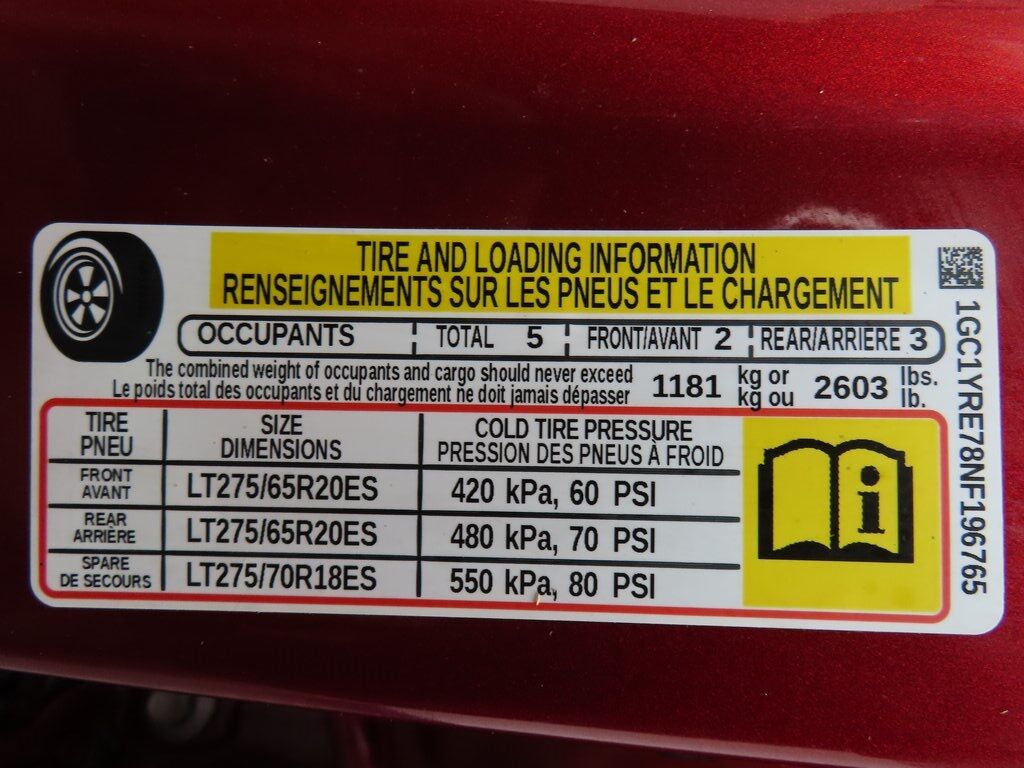 TIRE AND LOADING INFORMATION
RENSEIGNEMENTS SUR LES PNEUS ET LE CHARGEMENT
OCCUPANTS TOTAL 5 FRONT/AVANT 2 REAR/ARRIÈRE 3
The combined weight of occupants and cargo should never exceed 1181 kg or 2603 lbs.
Le poids total des occupants et du chargement ne doit jamais dépasser kg ou lb.
TIRE SIZE COLD TIRE PRESSURE
PNEU DIMENSIONS PRESSION DES PNEUS À FROID
FRONT
AVANT LT275/65R20ES 420 kPa, 60 PSI
REAR
ARRIÈRE LT275/65R20ES 480 kPa, 70 PSI
SPARE
DE SECOURS LT275/70R18ES 550 kPa, 80 PSI
i
1GC1YRE78NF196765